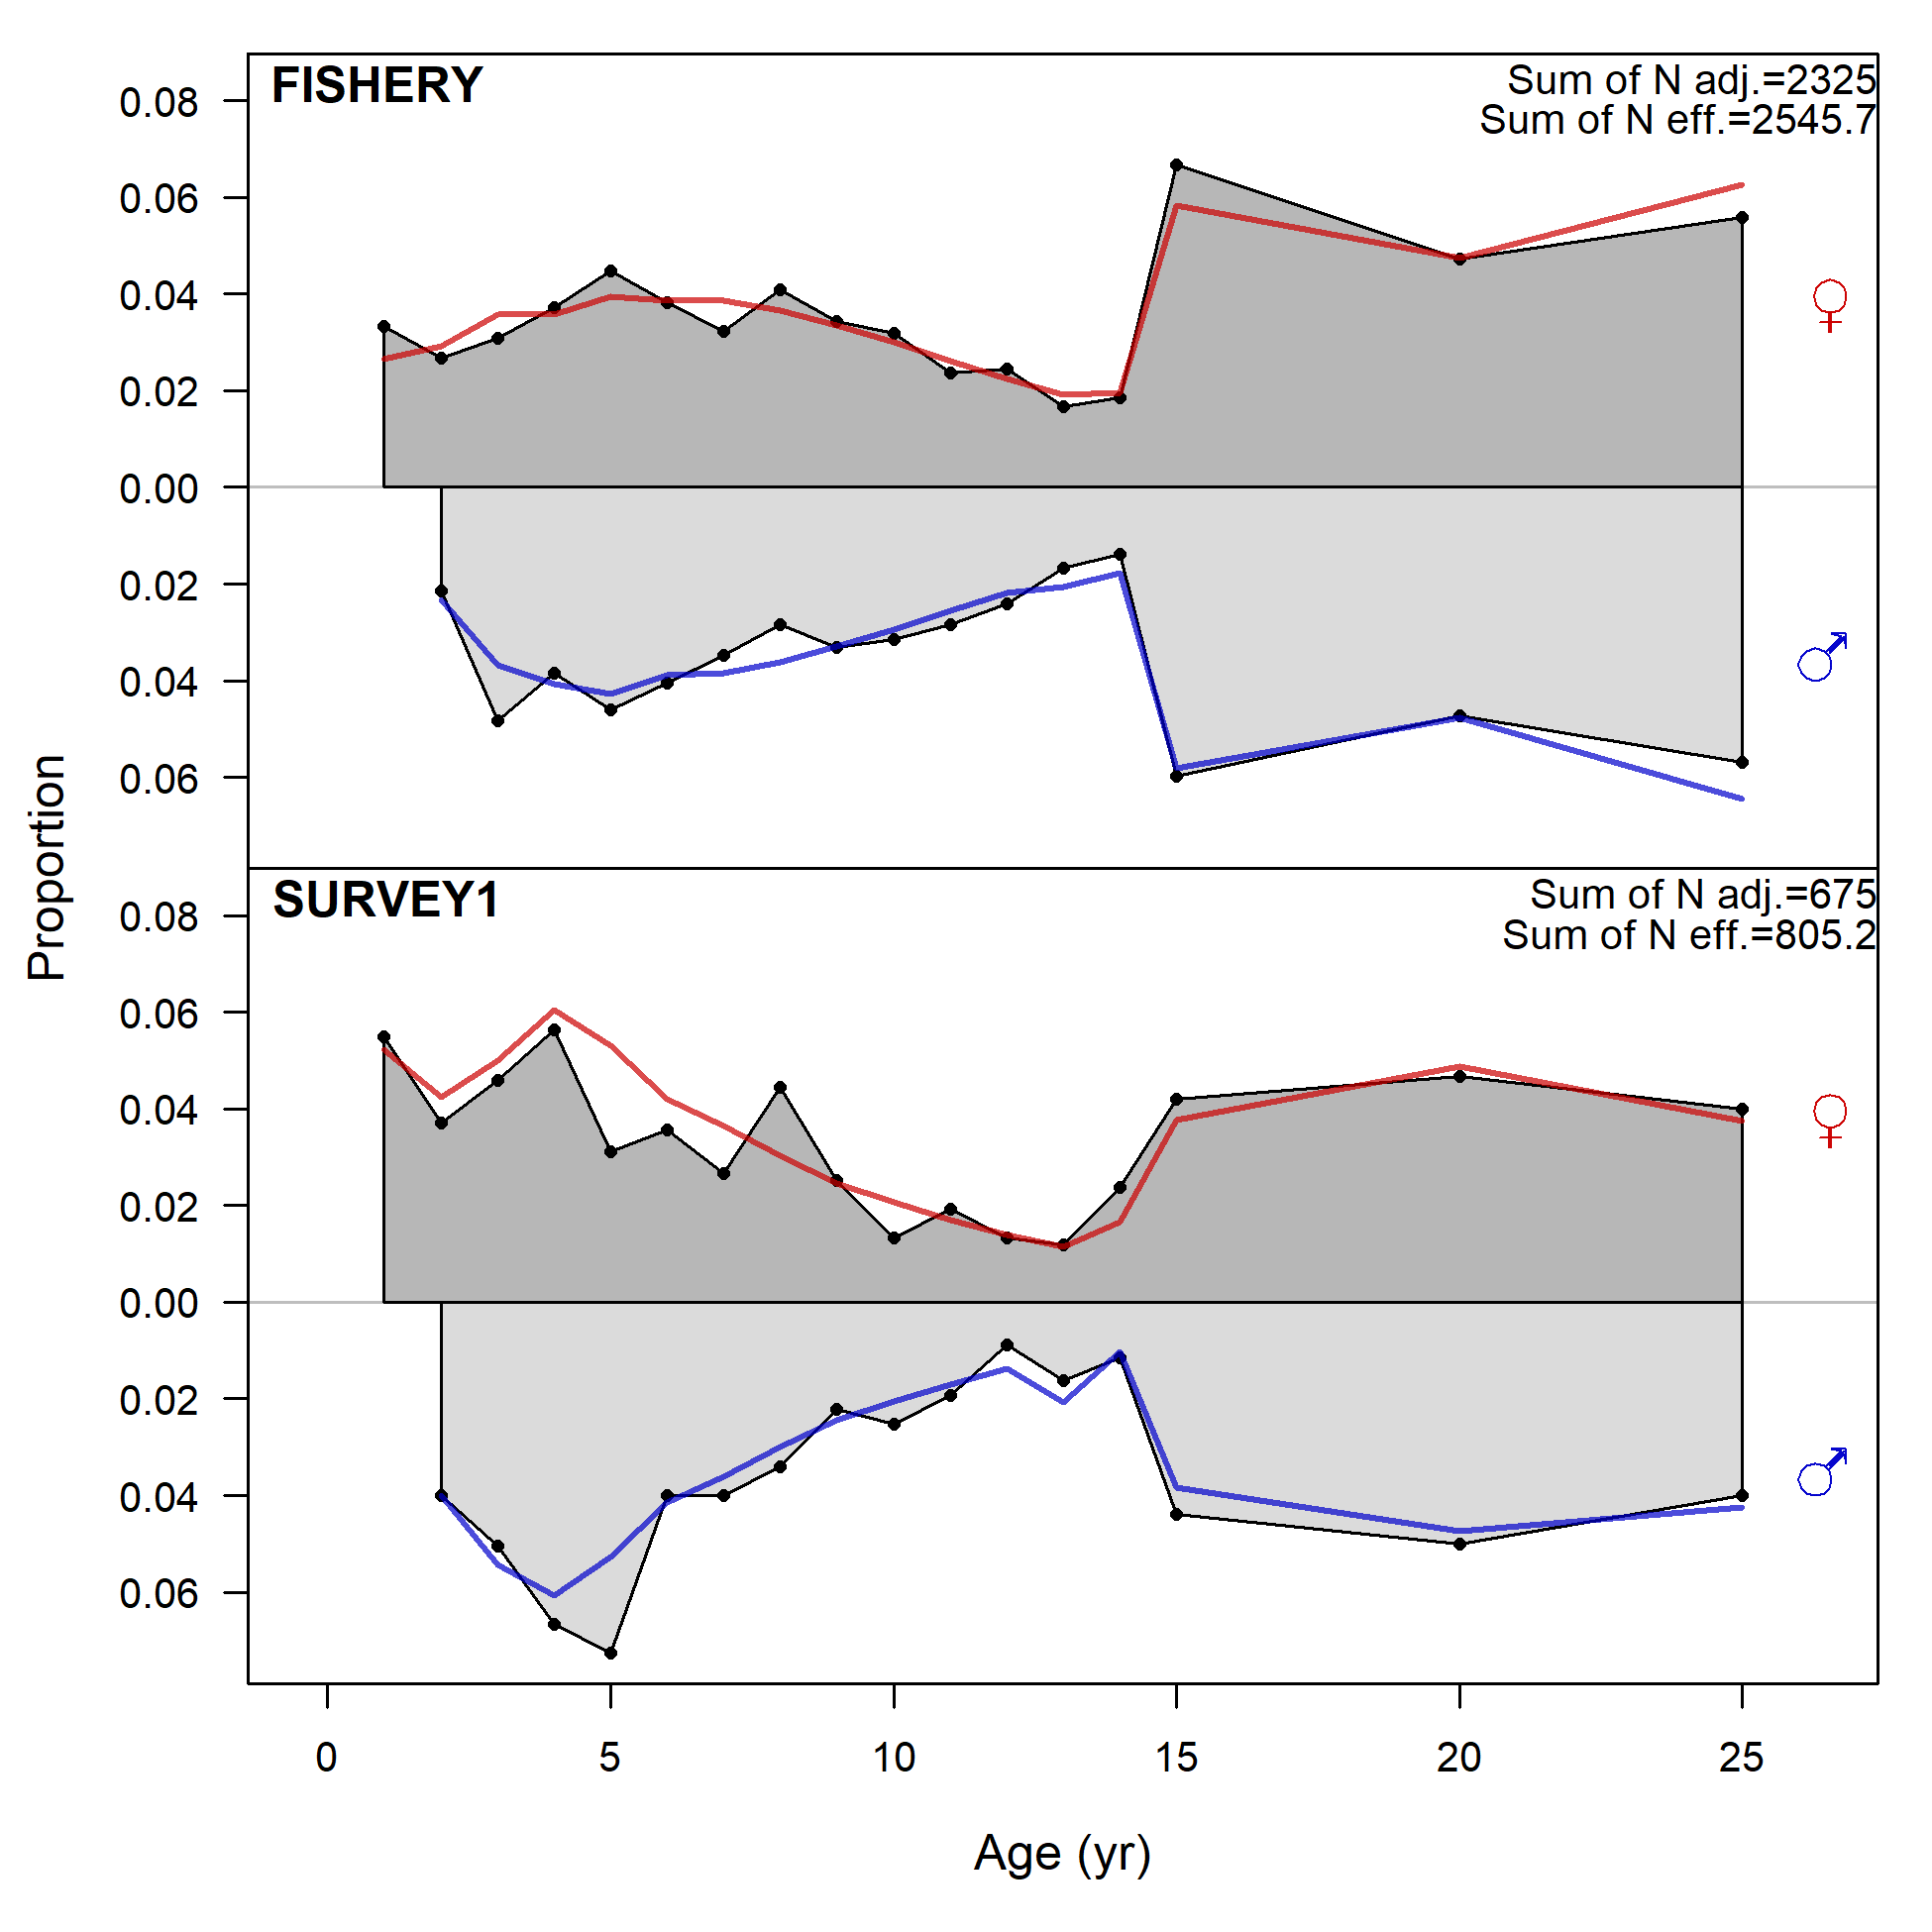 FISHERY
Sum of N adj.=2325
Sum of N eff.=2545.7
0.08
0.06
0.04
♀
0.02
0.00
0.02
0.04
♂
0.06
Proportion
SURVEY1
Sum of N adj.=675
Sum of N eff.=805.2
0.08
0.06
0.04
♀
0.02
0.00
0.02
0.04
♂
0.06
0 5 10 15 20 25
Age (yr)